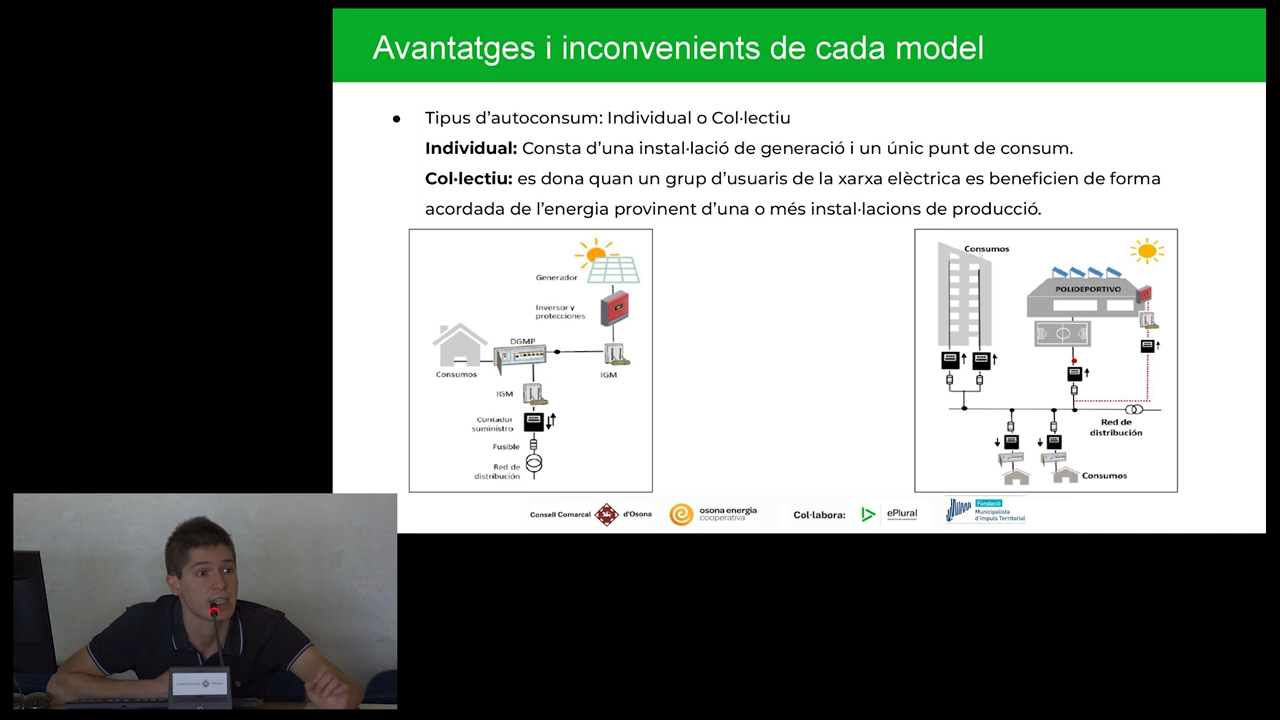 Avantatges i inconvenients de cada model
● Tipus d'autoconsum: Individual o Col·lectiu
Individual: Consta d'una instal·lació de generació i un únic punt de consum.
Col·lectiu: es dona quan un grup d'usuaris de la xarxa elèctrica es beneficien de forma
acordada de l'energia provinent d'una o més instal·lacions de producció.
Generador
Inversor y
protecciones
DGMP
Consumos
IGM
IGM
Contador
suministro
Fusible
Red de
distribución
Consumos
POLIDEPORTIVO
Red de
distribución
Consumos
Consell Comarcal d'Osona
osona energia
cooperativa
Col·labora:
ePlural
Fundació
Municipalista
d'Impuls Territorial